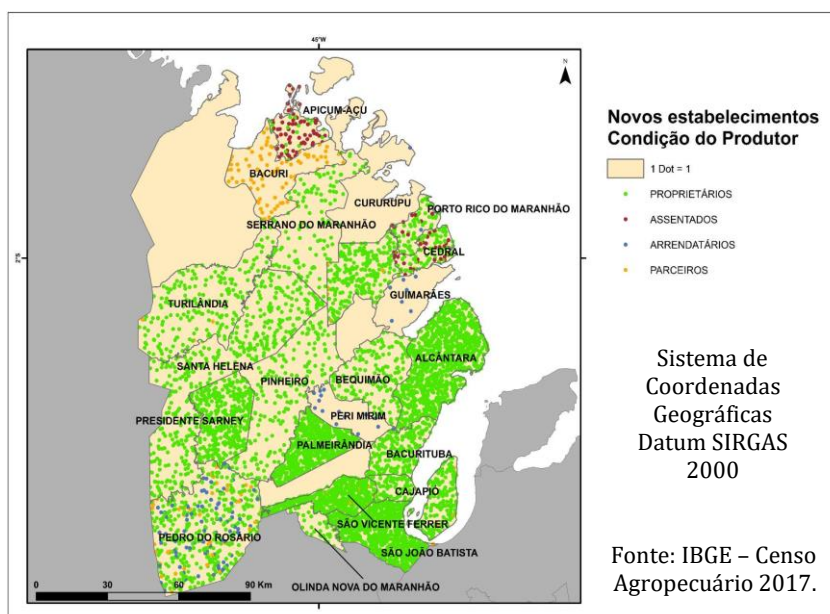 45°W
N
APICUM-AÇU
BACURI
CURURUPU
PORTO RICO DO MARANHÃO
SERRANO DO MARANHÃO
2°S
CEDRAL
GUIMARÃES
TURILÂNDIA
ALCÂNTARA
SANTA HELENA
PINHEIRO
BEQUIMÃO
PRESIDENTE SARNEY
PERI MIRIM
PALMEIRÂNDIA
BACURITUBA
CAJAPIÓ
SÃO VICENTE FERRER
PEDRO DO ROSÁRIO
SÃO JOÃO BATISTA
OLINDA NOVA DO MARANHÃO
0 30 60 90 Km
Novos estabelecimentos
Condição do Produtor
1 Dot = 1
PROPRIETÁRIOS
ASSENTADOS
ARRENDATÁRIOS
PARCEIROS
Sistema de
Coordenadas
Geográficas
Datum SIRGAS
2000
Fonte: IBGE – Censo
Agropecuário 2017.